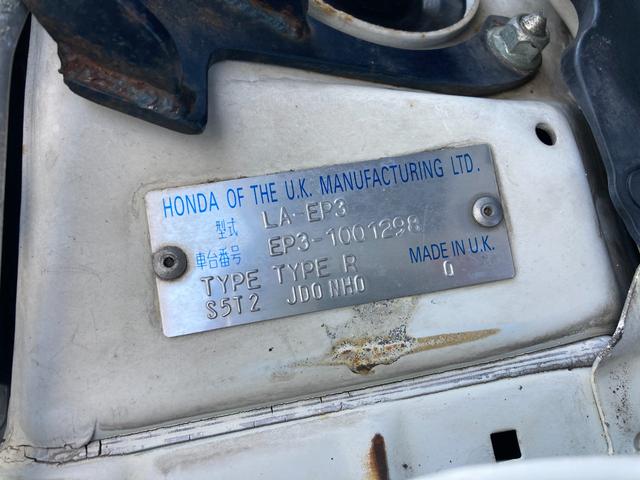 HONDA OF THE U.K. MANUFACTURING LTD.
型式 LA-EP3
車台番号 EP3-1001298
TYPE TYPE R MADE IN U.K.
S5T2 JD0 NH0 0